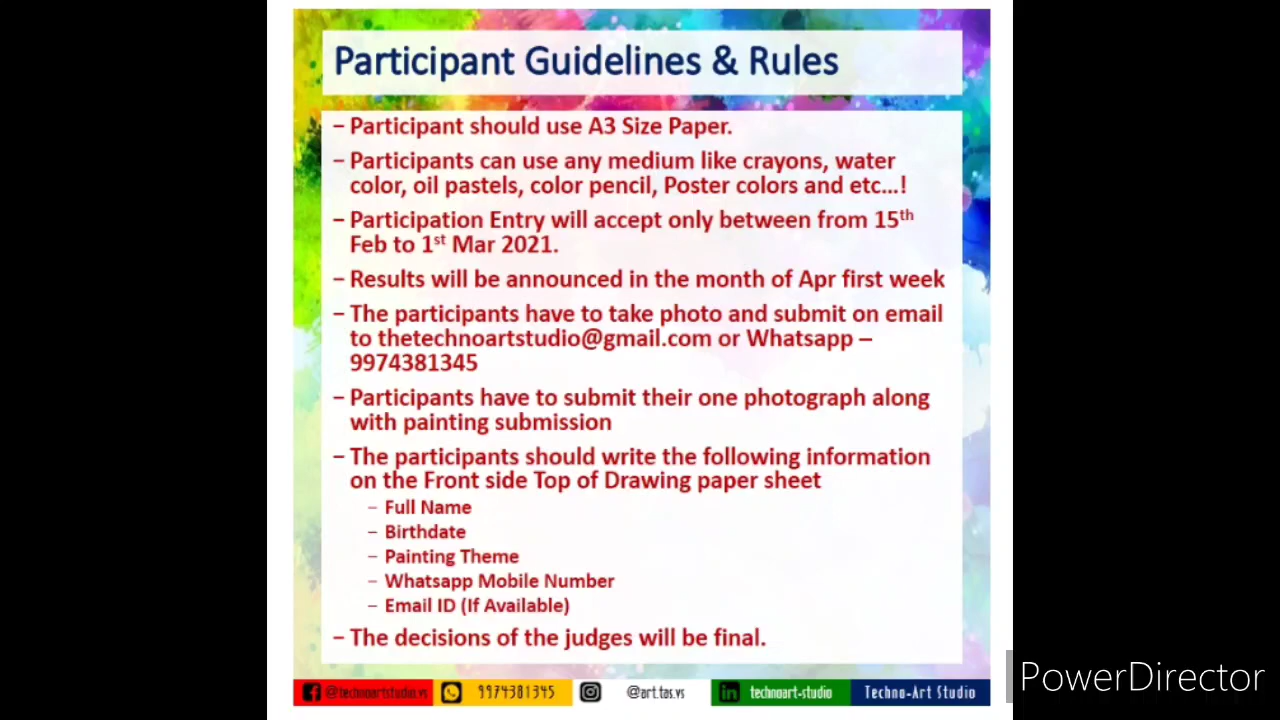 Participant Guidelines & Rules
– Participant should use A3 Size Paper.
– Participants can use any medium like crayons, water
color, oil pastels, color pencil, Poster colors and etc...!
– Participation Entry will accept only between from 15th
Feb to 1st Mar 2021.
– Results will be announced in the month of Apr first week
– The participants have to take photo and submit on email
to thetechnoartstudio@gmail.com or Whatsapp –
9974381345
– Participants have to submit their one photograph along
with painting submission
– The participants should write the following information
on the Front side Top of Drawing paper sheet
– Full Name
– Birthdate
– Painting Theme
– Whatsapp Mobile Number
– Email ID (If Available)
– The decisions of the judges will be final.
@technoartstudio.vs 9974381345 @art.tas.vs technoart-studio Techno-Art Studio
PowerDirector